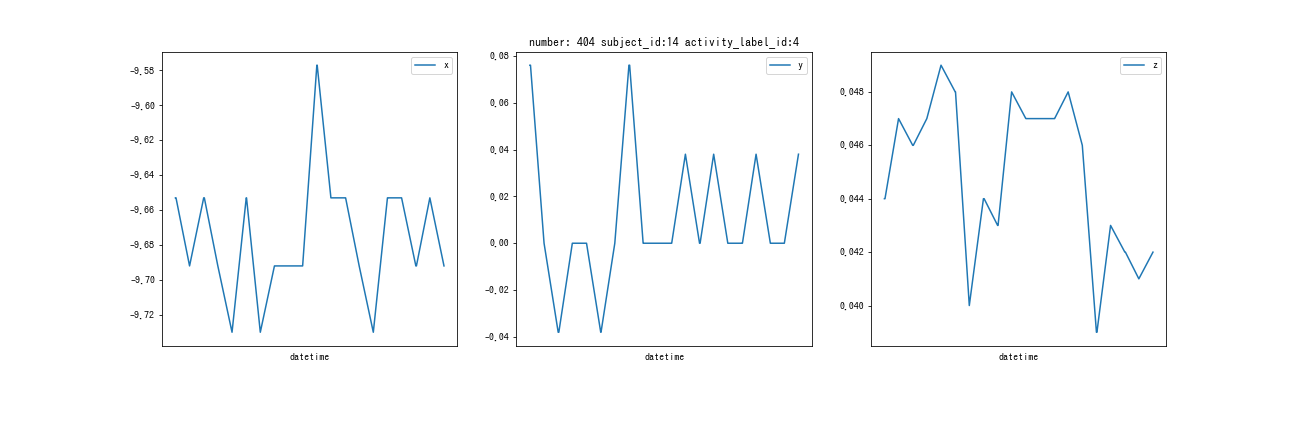 number: 404 subject_id:14 activity_label_id:4
x
-9.58
-9.60
-9.62
-9.64
-9.66
-9.68
-9.70
-9.72
datetime
y
0.08
0.06
0.04
0.02
0.00
-0.02
-0.04
datetime
z
0.048
0.046
0.044
0.042
0.040
datetime